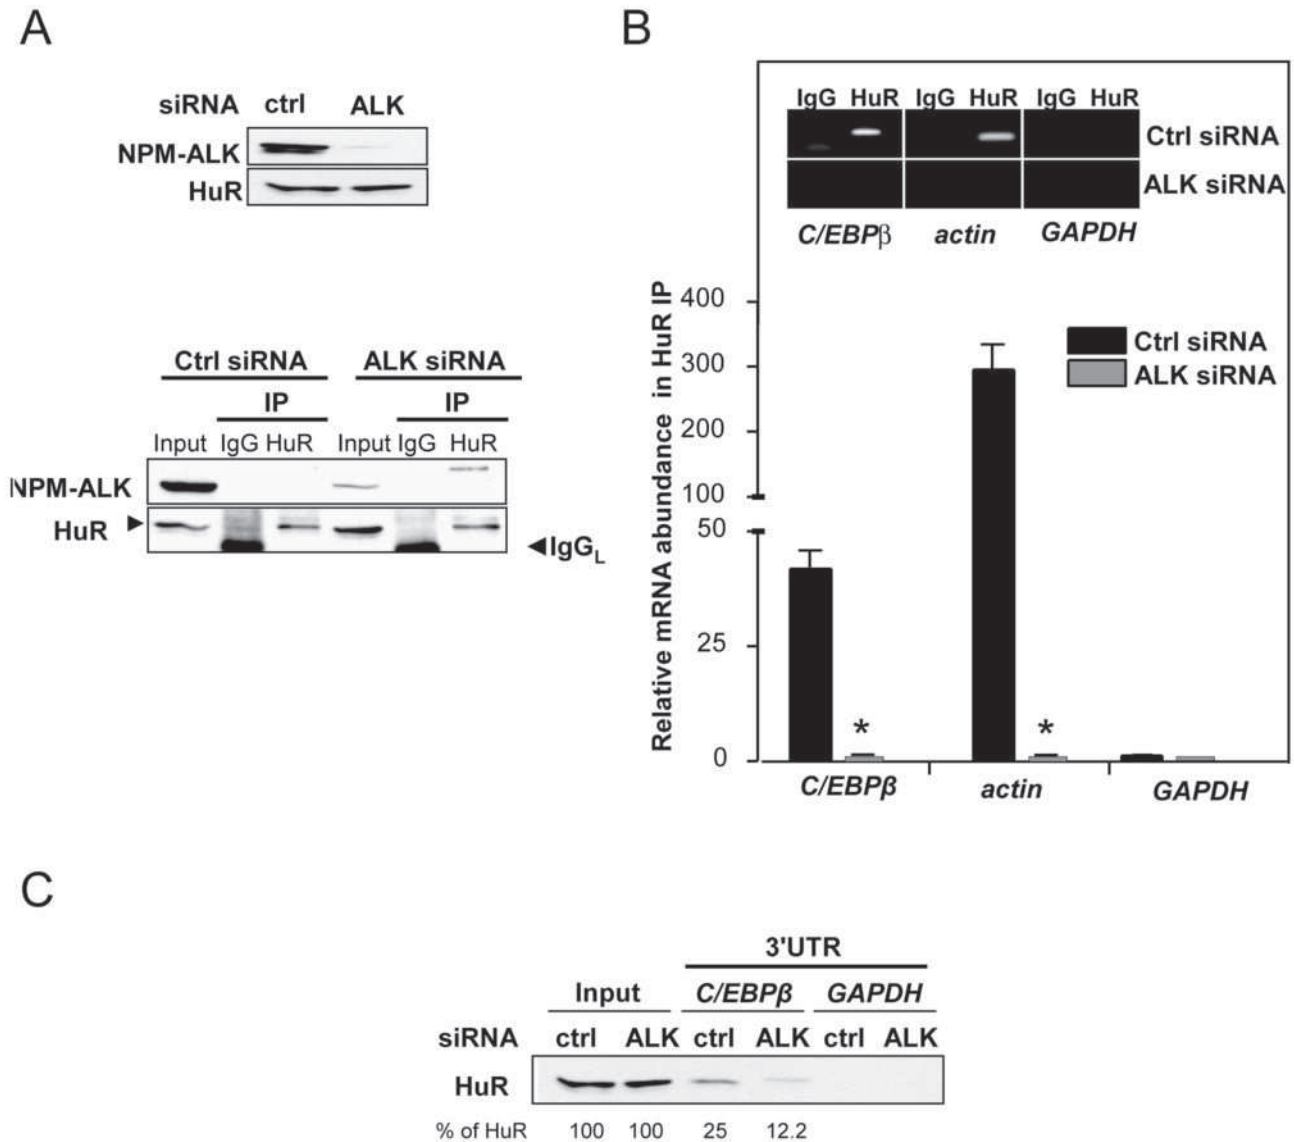 A
siRNA ctrl ALK
NPM-ALK
HuR
Ctrl siRNA ALK siRNA
IP IP
Input IgG HuR Input IgG HuR
NPM-ALK
HuR
IgGL
B
IgG HuR IgG HuR IgG HuR
Ctrl siRNA
ALK siRNA
C/EBPβ actin GAPDH
Relative mRNA abundance in HuR IP
400
300
200
100
50
25
0
Ctrl siRNA
ALK siRNA
*
*
C/EBPβ actin GAPDH
C
3'UTR
Input C/EBPβ GAPDH
siRNA ctrl ALK ctrl ALK ctrl ALK
HuR
% of HuR 100 100 25 12.2